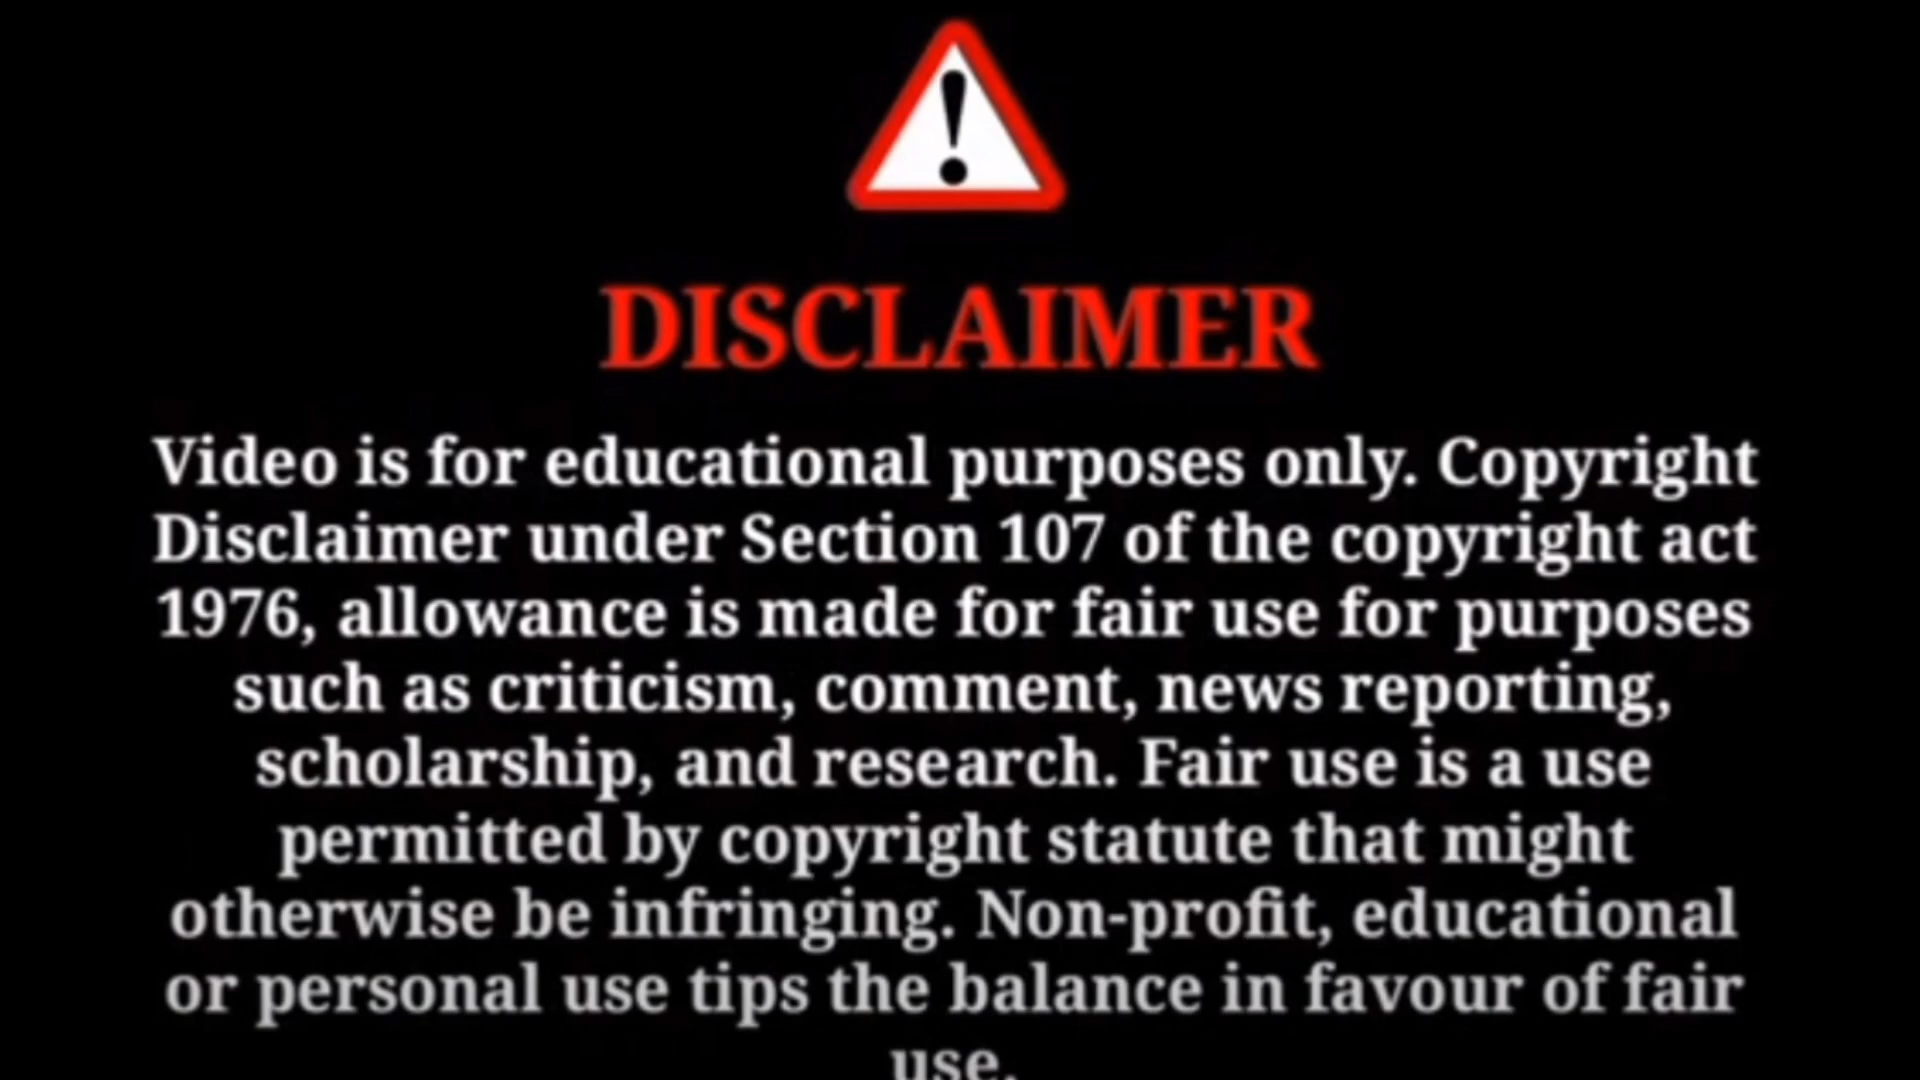 DISCLAIMER
Video is for educational purposes only. Copyright
Disclaimer under Section 107 of the copyright act
1976, allowance is made for fair use for purposes
such as criticism, comment, news reporting,
scholarship, and research. Fair use is a use
permitted by copyright statute that might
otherwise be infringing. Non-profit, educational
or personal use tips the balance in favour of fair
use.